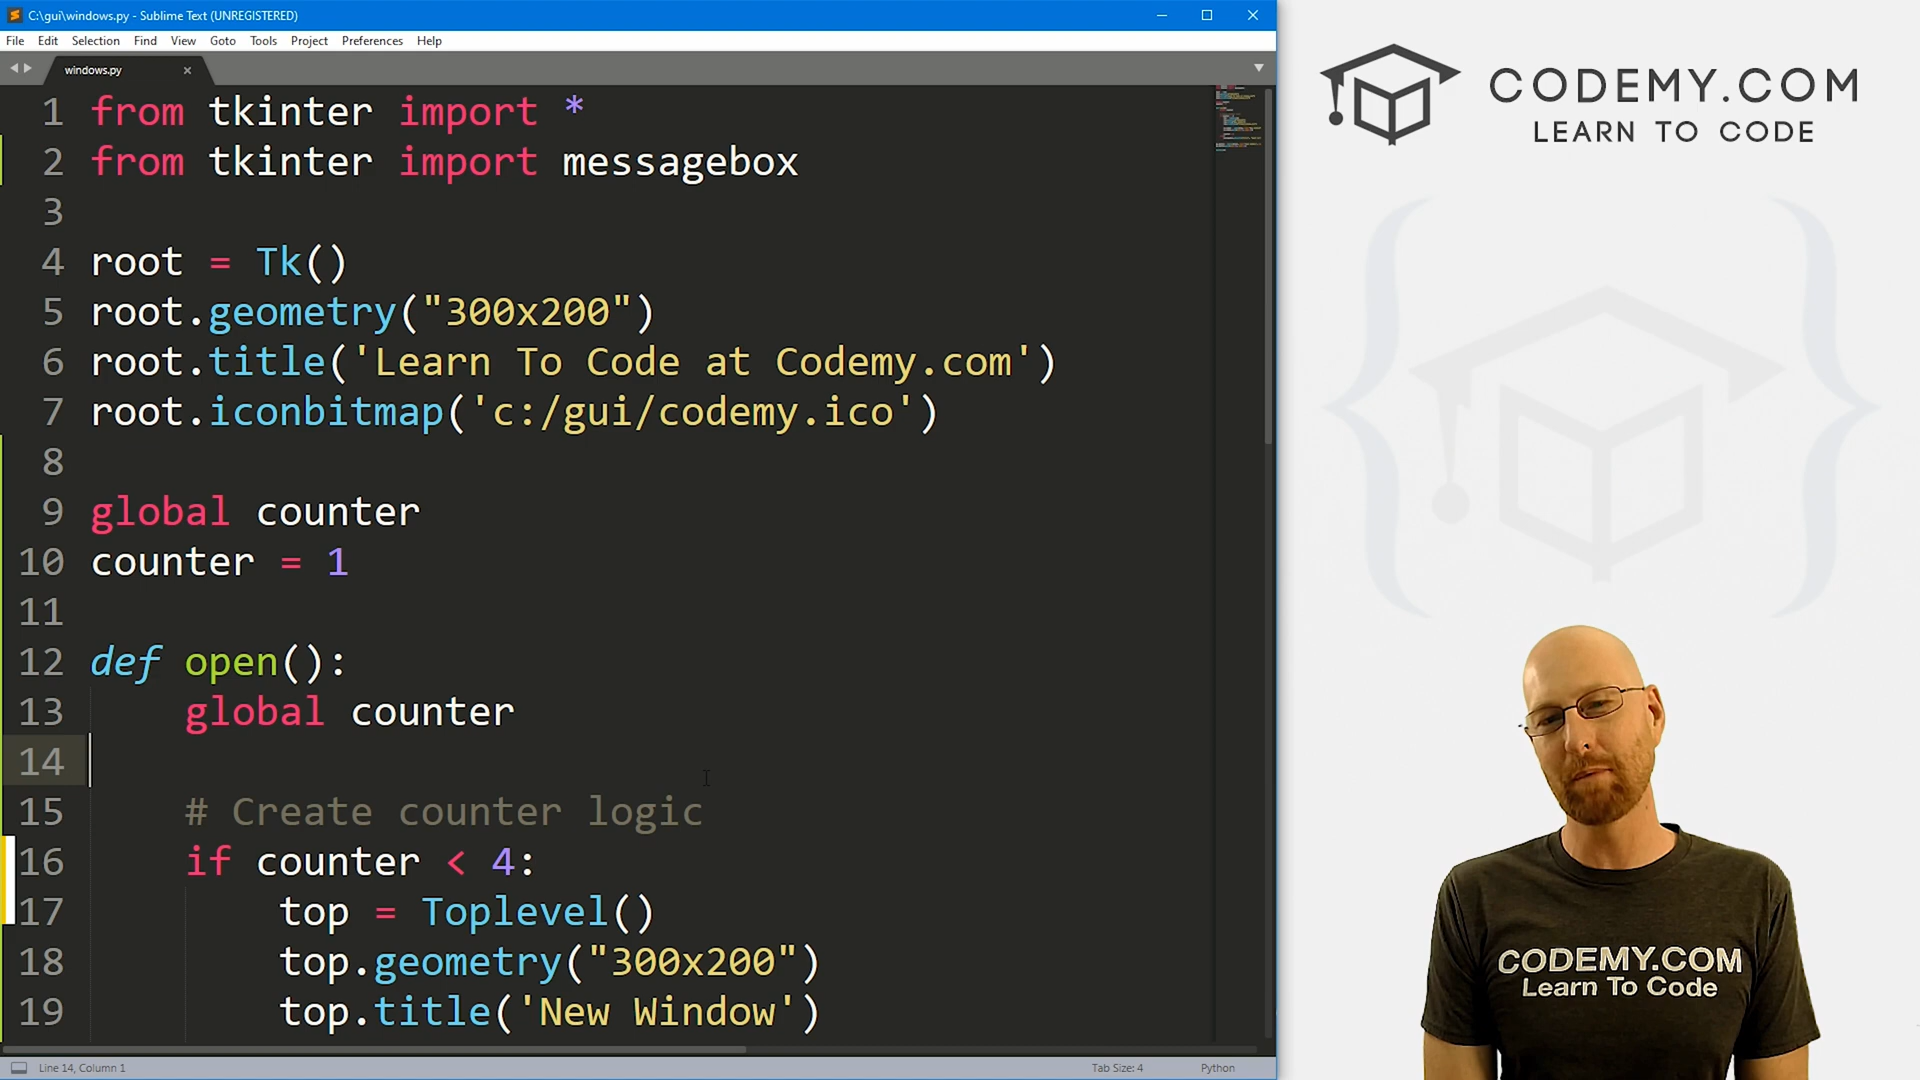 C:\gui\windows.py - Sublime Text (UNREGISTERED)
File Edit Selection Find View Goto Tools Project Preferences Help
windows.py
1 from tkinter import *
2 from tkinter import messagebox
3
4 root = Tk()
5 root.geometry("300x200")
6 root.title('Learn To Code at Codemy.com')
7 root.iconbitmap('c:/gui/codemy.ico')
8
9 global counter
10 counter = 1
11
12 def open():
13 global counter
14
15 # Create counter logic
16 if counter < 4:
17 top = Toplevel()
18 top.geometry("300x200")
19 top.title('New Window')
Line 14, Column 1
Tab Size: 4
Python
CODEMY.COM
LEARN TO CODE
CODEMY.COM
Learn To Code